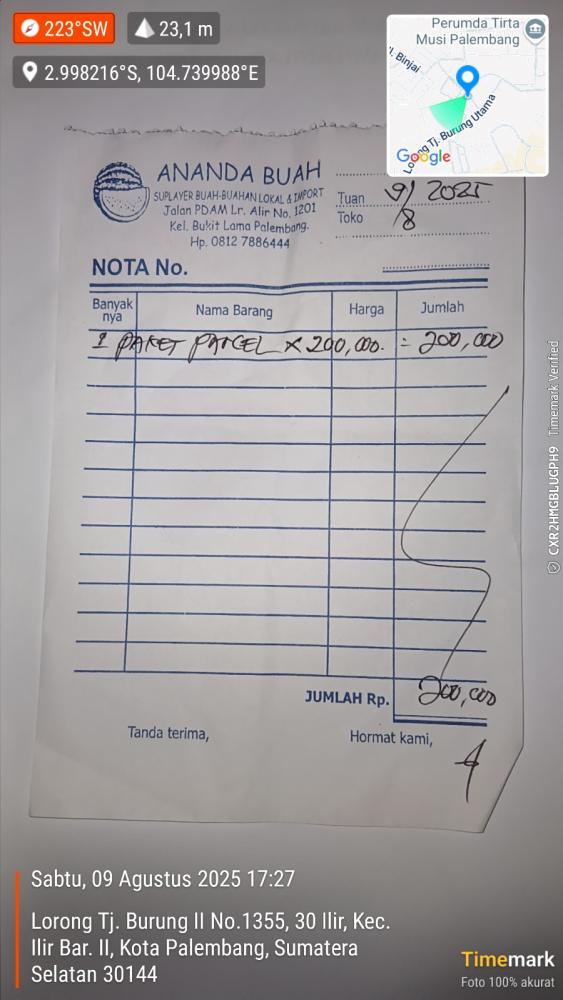 223°SW
23,1 m
2.998216°S, 104.739988°E
Perumda Tirta
Musi Palembang
l. Binjai
Lorong Tj. Burung Utama
Google
ANANDA BUAH
SUPLAYER BUAH-BUAHAN LOKAL & IMPORT
Jalan PDAM Lr. Alir No. 1201
Kel. Bukit Lama Palembang.
Hp. 0812 7886444
9/8 2025
Tuan
Toko
NOTA No.
Banyak nya Nama Barang Harga Jumlah
1 PAKET PARCEL X 200,000. = 200,000
JUMLAH Rp. 200,000
Tanda terima, Hormat kami,
CXR2HMGBLUGPH9 Timemark Verified
Sabtu, 09 Agustus 2025 17:27
Lorong Tj. Burung II No.1355, 30 Ilir, Kec.
Ilir Bar. II, Kota Palembang, Sumatera
Selatan 30144
Timemark
Foto 100% akurat